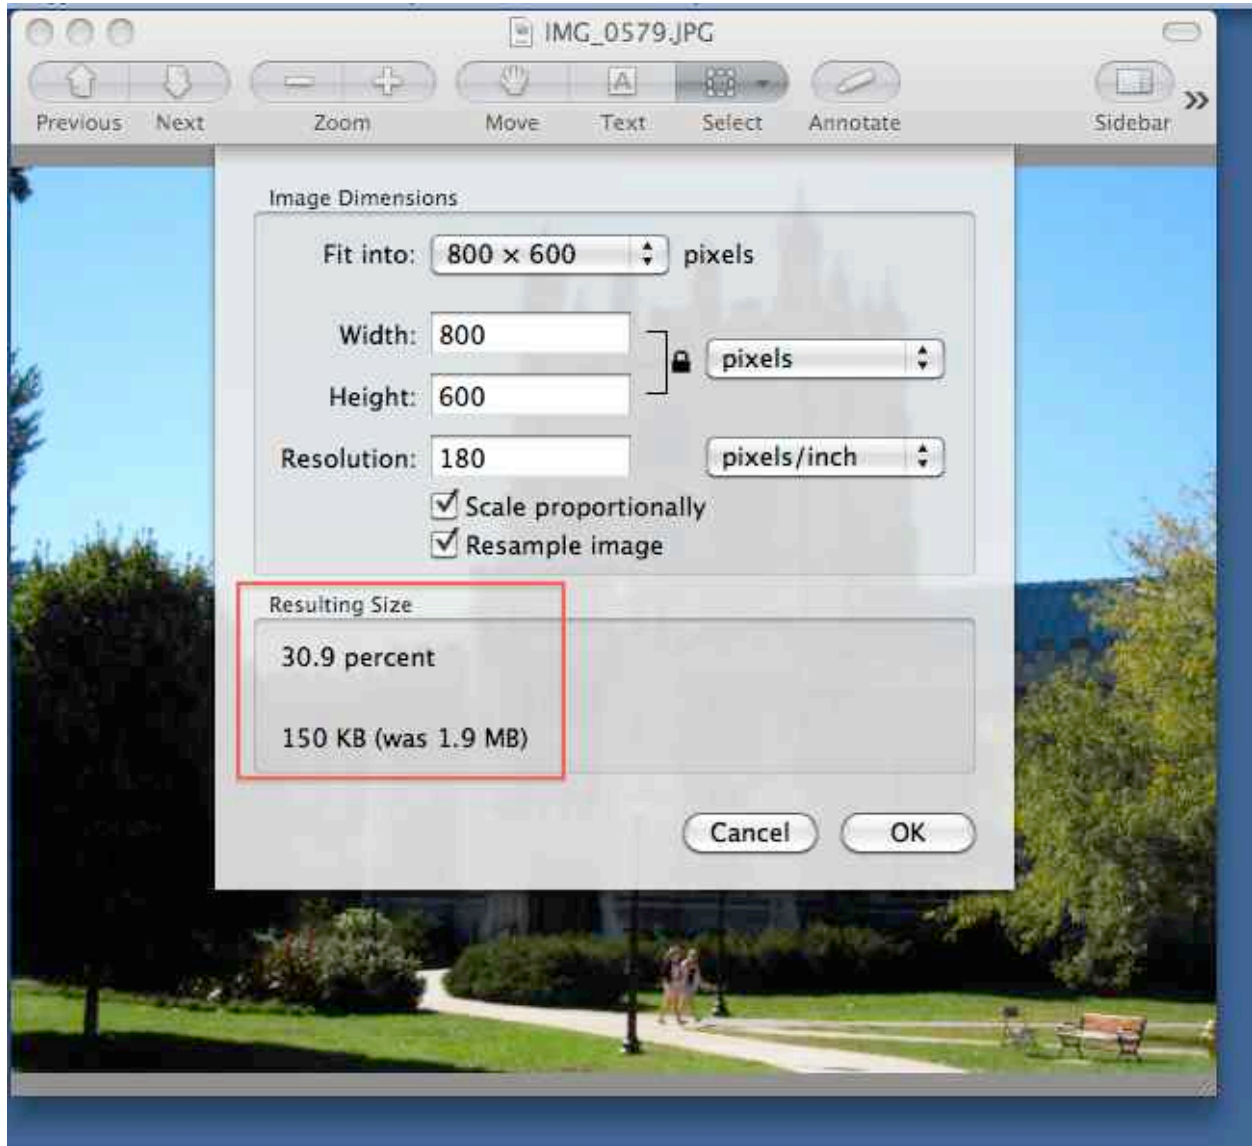 IMG_0579.JPG
Previous Next Zoom Move Text Select Annotate Sidebar
A
Image Dimensions
Fit into: 800 × 600 pixels
Width: 800
pixels
Height: 600
Resolution: 180 pixels/inch
Scale proportionally
Resample image
Resulting Size
30.9 percent
150 KB (was 1.9 MB)
Cancel OK